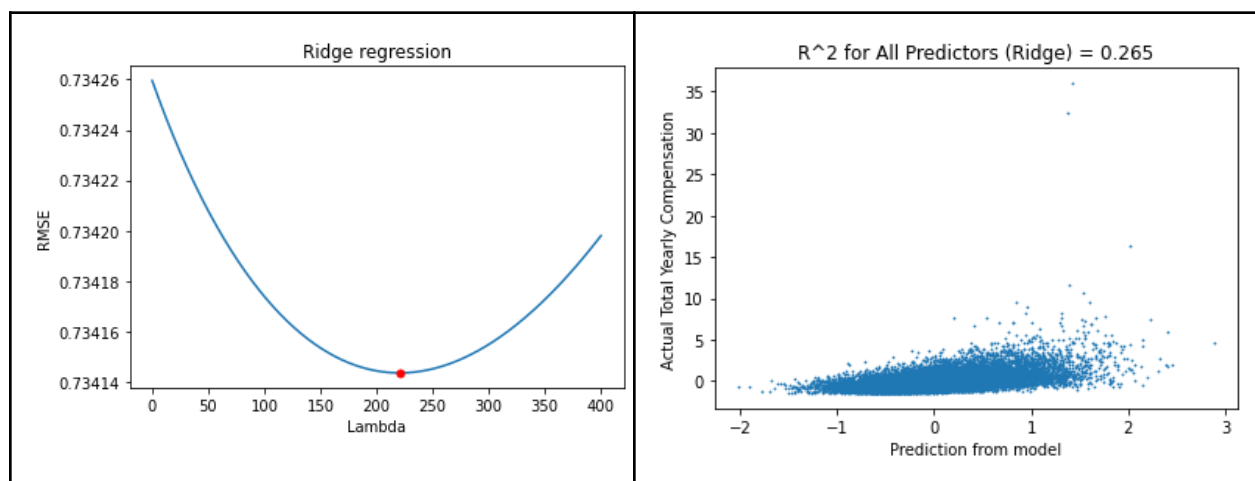 Ridge regression
0.73426
0.73424
0.73422
0.73420
0.73418
0.73416
0.73414
RMSE
0 50 100 150 200 250 300 350 400
Lambda
R^2 for All Predictors (Ridge) = 0.265
35
30
25
20
15
10
5
0
Actual Total Yearly Compensation
−2 −1 0 1 2 3
Prediction from model